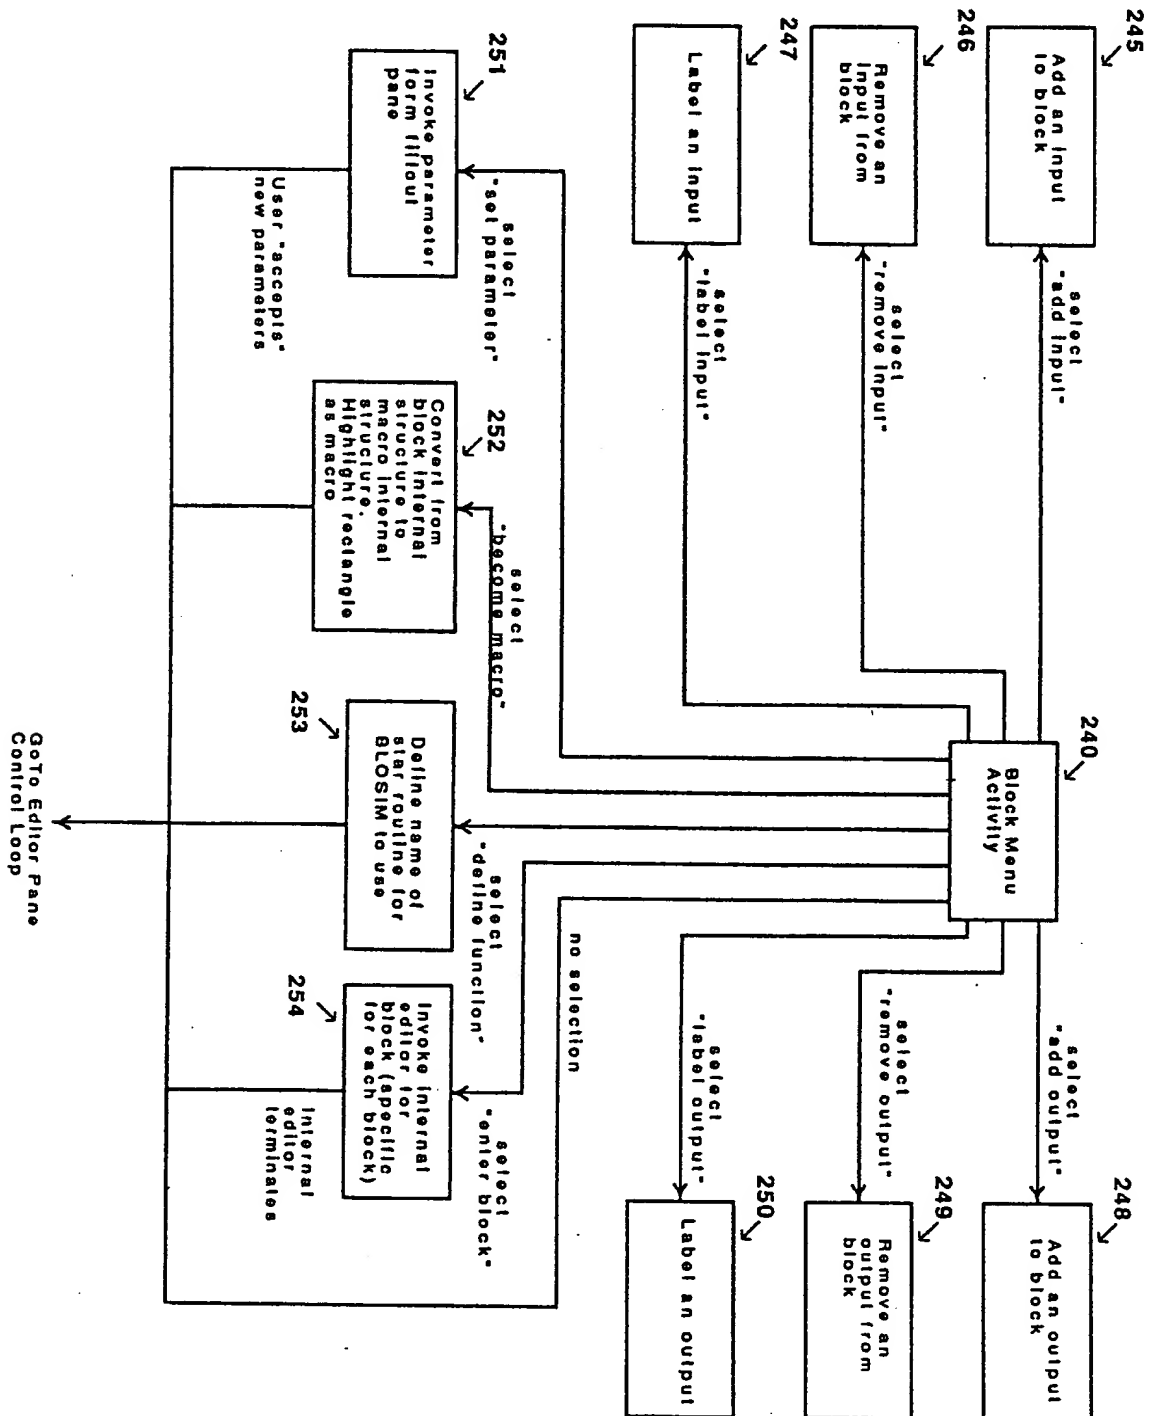 245
Add an input
to block
select
"add input"
246
Remove an
input from
block
select
"remove input"
247
Label an input
select
"label input"
240
Block Menu
Activity
248
Add an output
to block
select
"add output"
249
Remove an
output from
block
select
"remove output"
250
Label an output
select
"label output"
251
Invoke parameter
form fillout
pane
select
"set parameter"
User "accepts"
new parameters
252
Convert from
block internal
structure to
macro internal
structure.
Highlight rectangle
as macro
select
"become macro"
253
Define name of
star routine for
BLOSIM to use
select
"define function"
254
Invoke internal
editor for
block (specific
for each block)
select
"enter block"
Internal
editor
terminates
no selection
GoTo Editor Pane
Control Loop